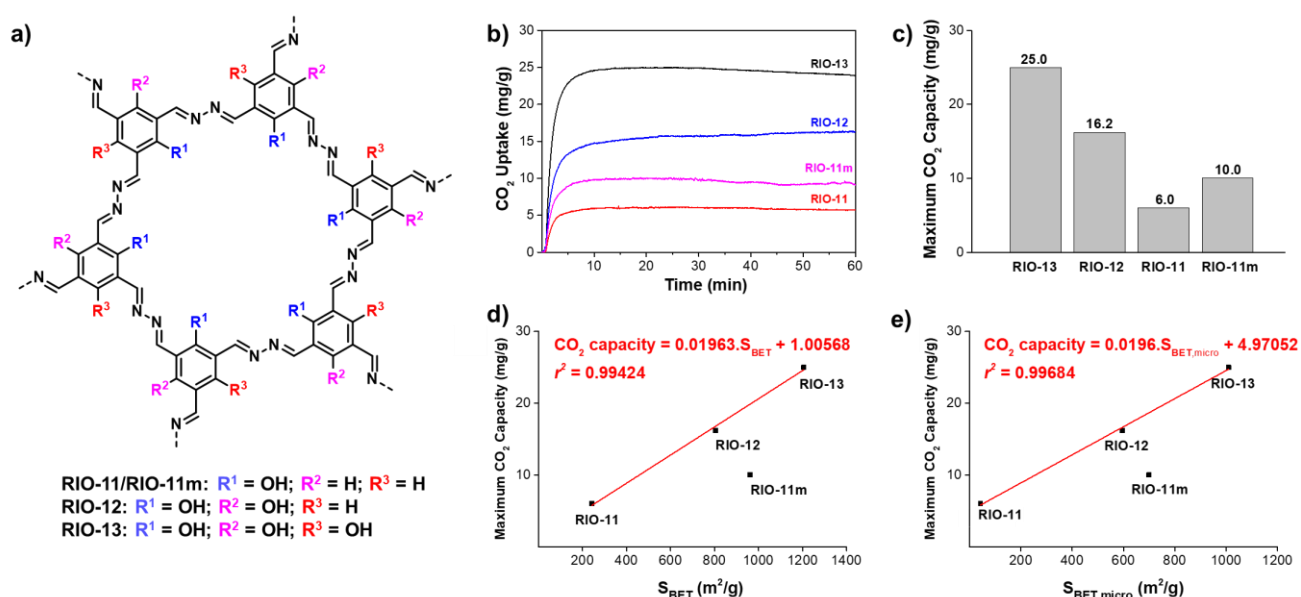 a)
N
N
R²
R³
R²
N
N
N
R¹
R³
R¹
N
N
N
N
R³
N
R¹
R²
R²
R¹
N
N
N
R³
N
N
R¹
R¹
R³
N
N
N
N
R²
R³
R²
N
N
RIO-11/RIO-11m: R¹ = OH; R² = H; R³ = H
RIO-12: R¹ = OH; R² = OH; R³ = H
RIO-13: R¹ = OH; R² = OH; R³ = OH
b)
CO₂ Uptake (mg/g)
30
25
20
15
10
5
0
RIO-13
RIO-12
RIO-11m
RIO-11
10
20
30
40
50
60
Time (min)
c)
Maximum CO₂ Capacity (mg/g)
30
25
20
15
10
5
0
25.0
16.2
6.0
10.0
RIO-13
RIO-12
RIO-11
RIO-11m
d)
Maximum CO₂ Capacity (mg/g)
30
20
10
CO₂ capacity = 0.01963.S_BET + 1.00568
r² = 0.99424
RIO-13
RIO-12
RIO-11m
RIO-11
200
400
600
800
1000
1200
1400
S_BET (m²/g)
e)
Maximum CO₂ Capacity (mg/g)
30
20
10
CO₂ capacity = 0.0196.S_BET,micro + 4.97052
r² = 0.99684
RIO-13
RIO-12
RIO-11m
RIO-11
200
400
600
800
1000
1200
S_BET,micro (m²/g)